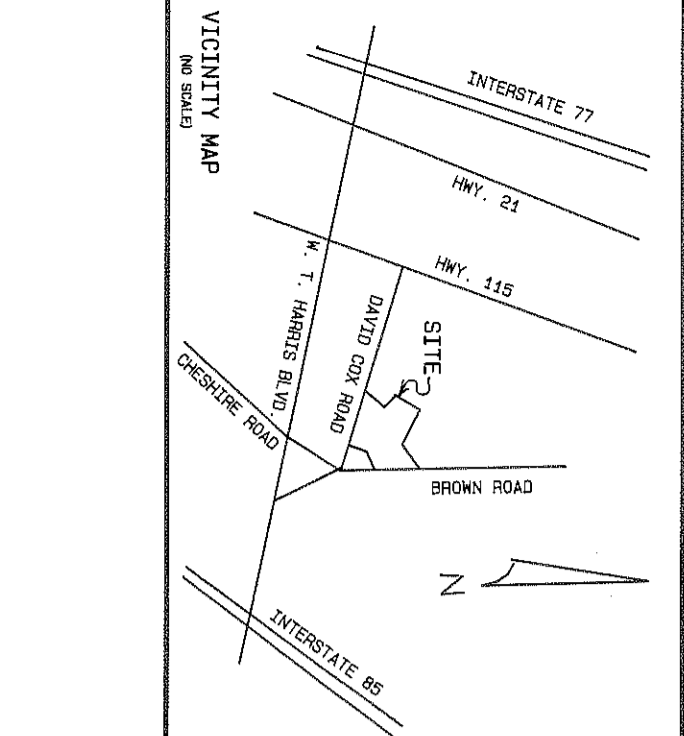 VICINITY MAP
(NO SCALE)
INTERSTATE 77
HWY. 21
HWY. 115
W. T. HARRIS BLVD.
DAVID COX ROAD
SITE
CHESHIRE ROAD
BROWN ROAD
N
INTERSTATE 85